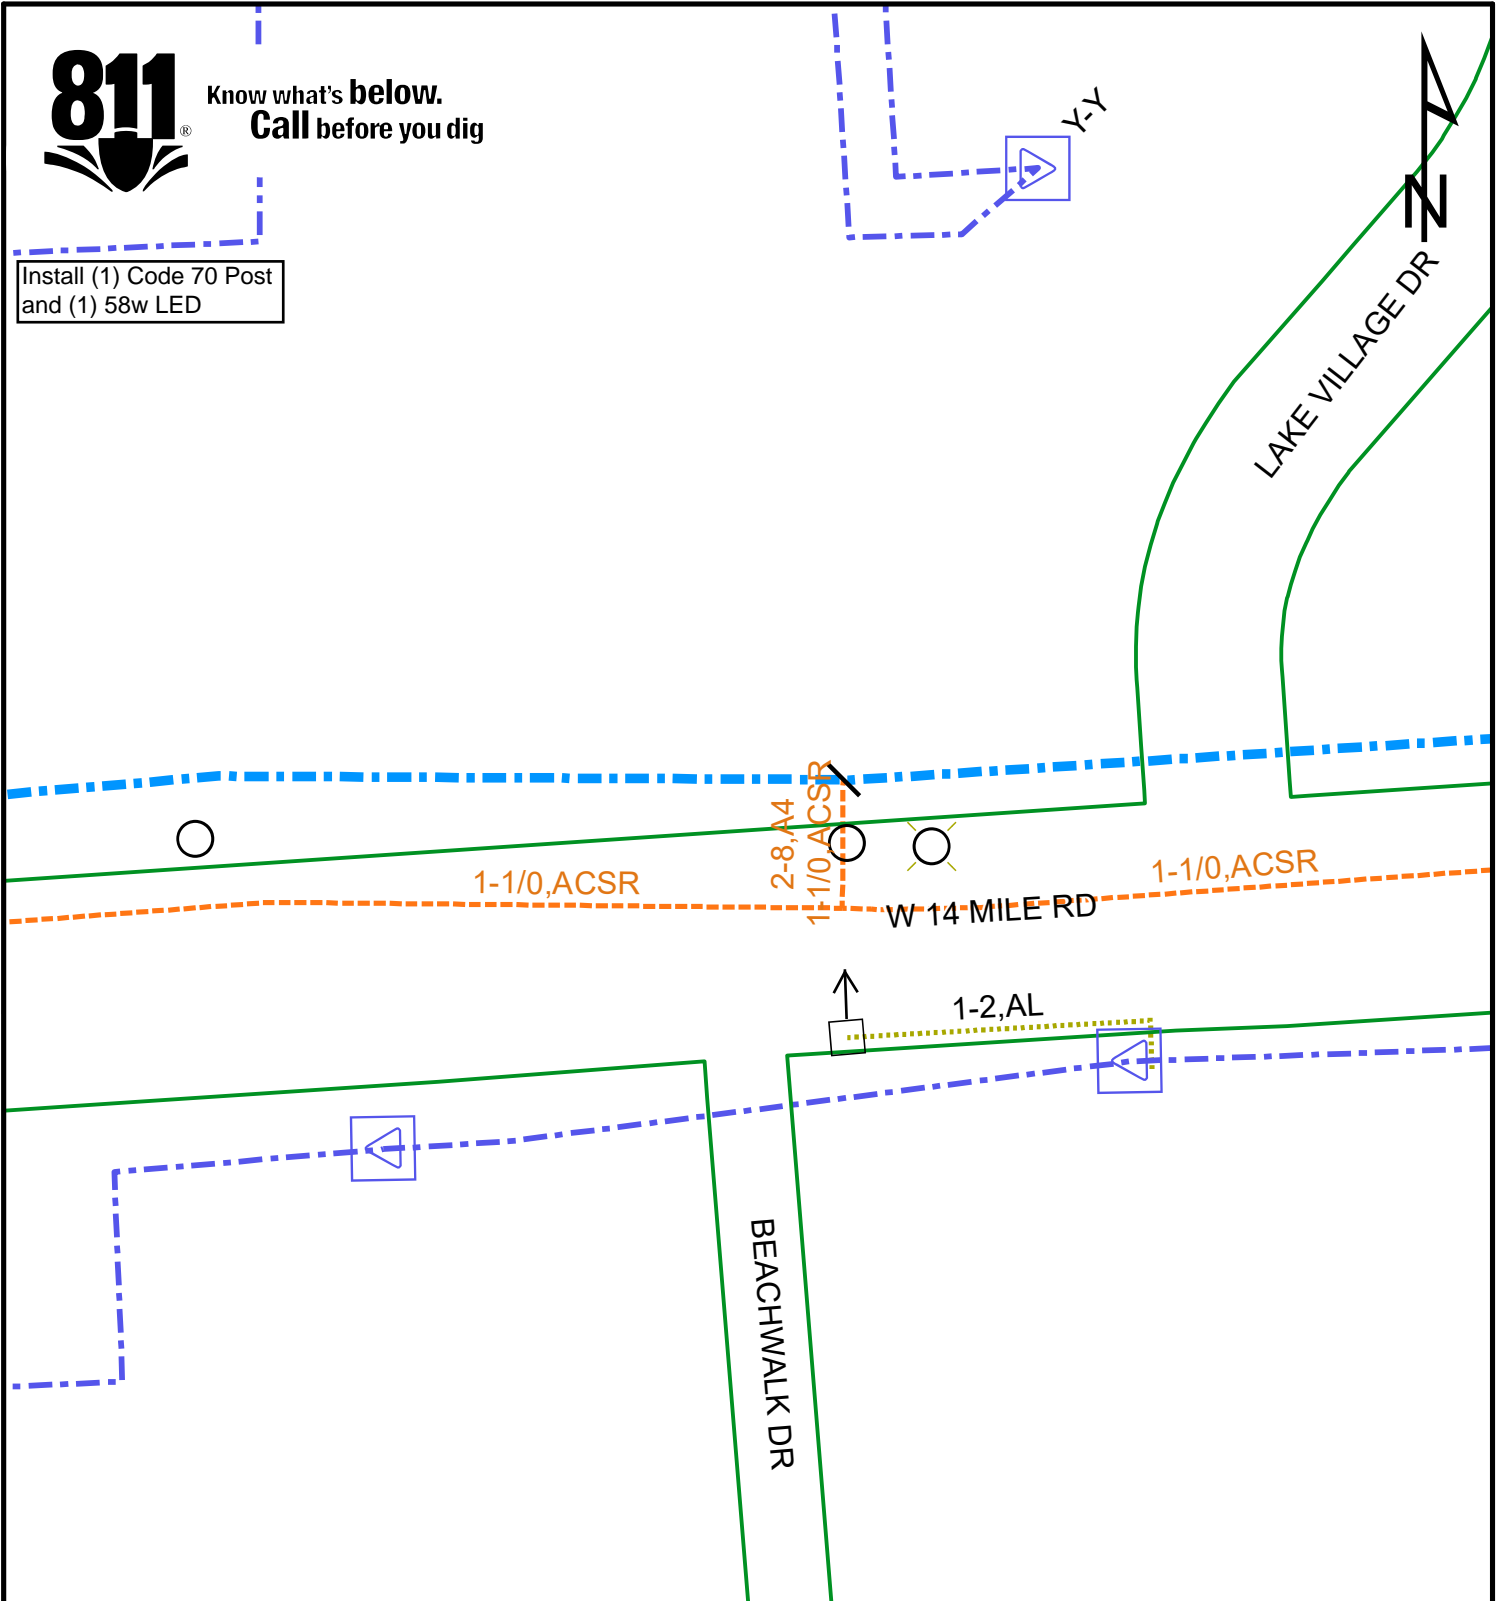 811®
Know what's below.
Call before you dig
Y-Y
N
Install (1) Code 70 Post
and (1) 58w LED
LAKE VILLAGE DR
2-8,A4
1-1/0,ACSR
1-1/0,ACSR
1-1/0,ACSR
W 14 MILE RD
1-2,AL
BEACHWALK DR